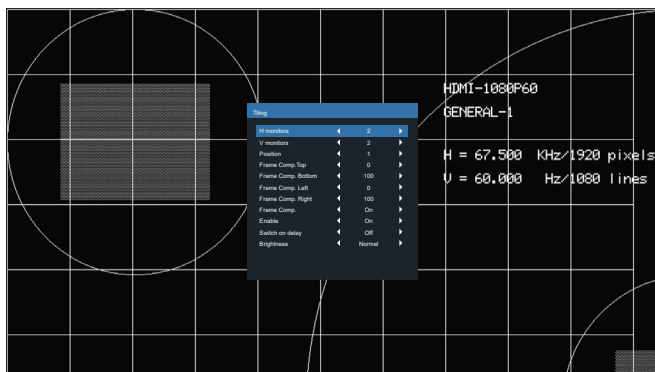 HDMI-1080P60
GENERAL-1
H = 67.500 KHz/1920 pixels
V = 60.000 Hz/1080 lines
Tiling
H monitors 2
V monitors 2
Position 1
Frame Comp.Top 0
Frame Comp. Bottom 100
Frame Comp. Left 0
Frame Comp. Right 100
Frame Comp. On
Enable On
Switch on delay Off
Brightness Normal